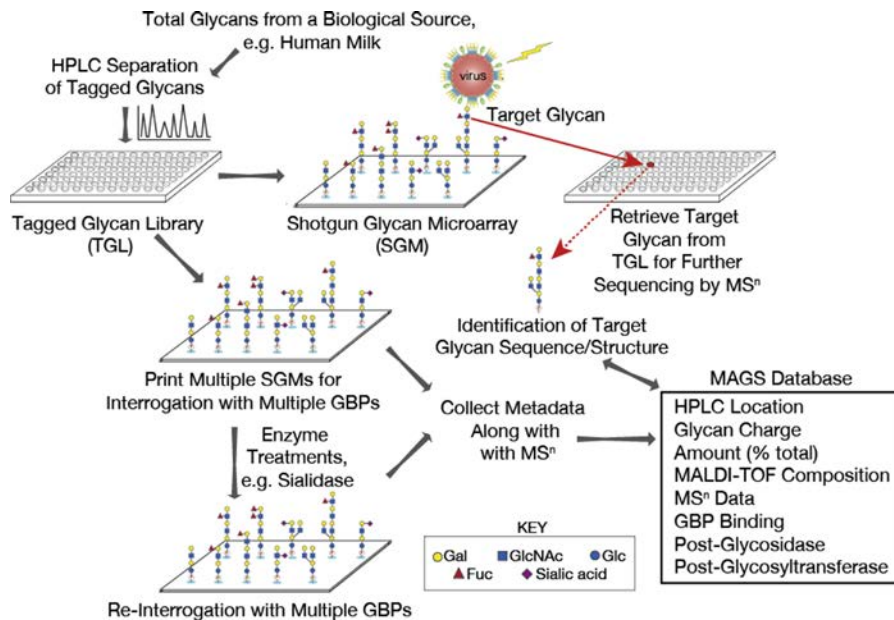 Total Glycans from a Biological Source,
e.g. Human Milk
HPLC Separation
of Tagged Glycans
virus
Target Glycan
Tagged Glycan Library
(TGL)
Shotgun Glycan Microarray
(SGM)
Retrieve Target
Glycan from
TGL for Further
Sequencing by MSⁿ
Identification of Target
Glycan Sequence/Structure
Print Multiple SGMs for
Interrogation with Multiple GBPs
Collect Metadata
Along with
with MSⁿ
Enzyme
Treatments,
e.g. Sialidase
Re-Interrogation with Multiple GBPs
MAGS Database
HPLC Location
Glycan Charge
Amount (% total)
MALDI-TOF Composition
MSⁿ Data
GBP Binding
Post-Glycosidase
Post-Glycosyltransferase
KEY
Gal GlcNAc Glc
Fuc Sialic acid